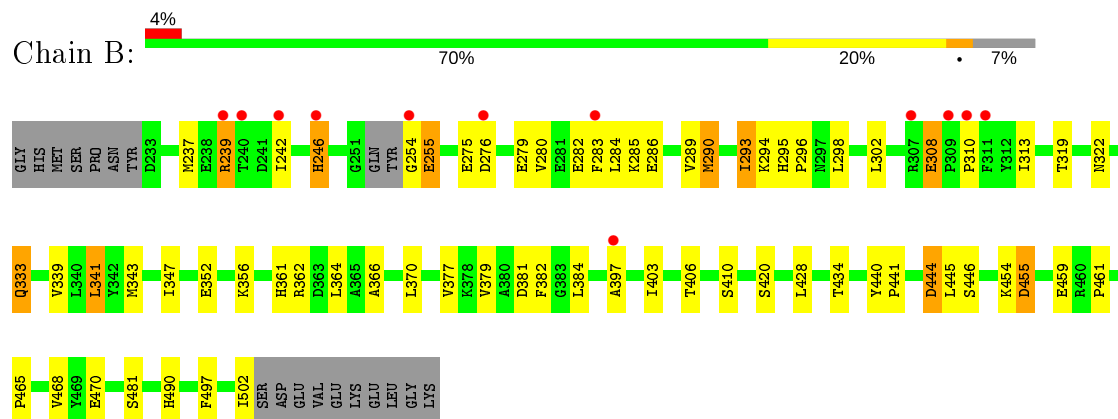 4%
Chain B:
70% 20% • 7%
GLY HIS MET SER PRO ASN TYR D233 M237 E238 R239 T240 D241 I242 H246 G251 GLN TYR G254 E255 E275 D276 E279 V280 E281 E282 F283 L284 K285 E286 V289 M290 I293 K294 H295 P296 N297 L298 L302 R307 E308 P309 P310 F311 Y312 I313 T319 N322
Q333 V339 L340 L341 Y342 M343 I347 E352 K356 H361 R362 D363 L364 A365 A366 L370 V377 K378 V379 A380 D381 F382 G383 L384 A397 I403 T406 S410 S420 L428 T434 Y440 P441 D444 L445 S446 K454 D455 E459 R460 P461
P465 V468 Y469 E470 S481 H490 F497 I502 SER ASP GLU VAL GLU LYS GLU LEU GLY LYS